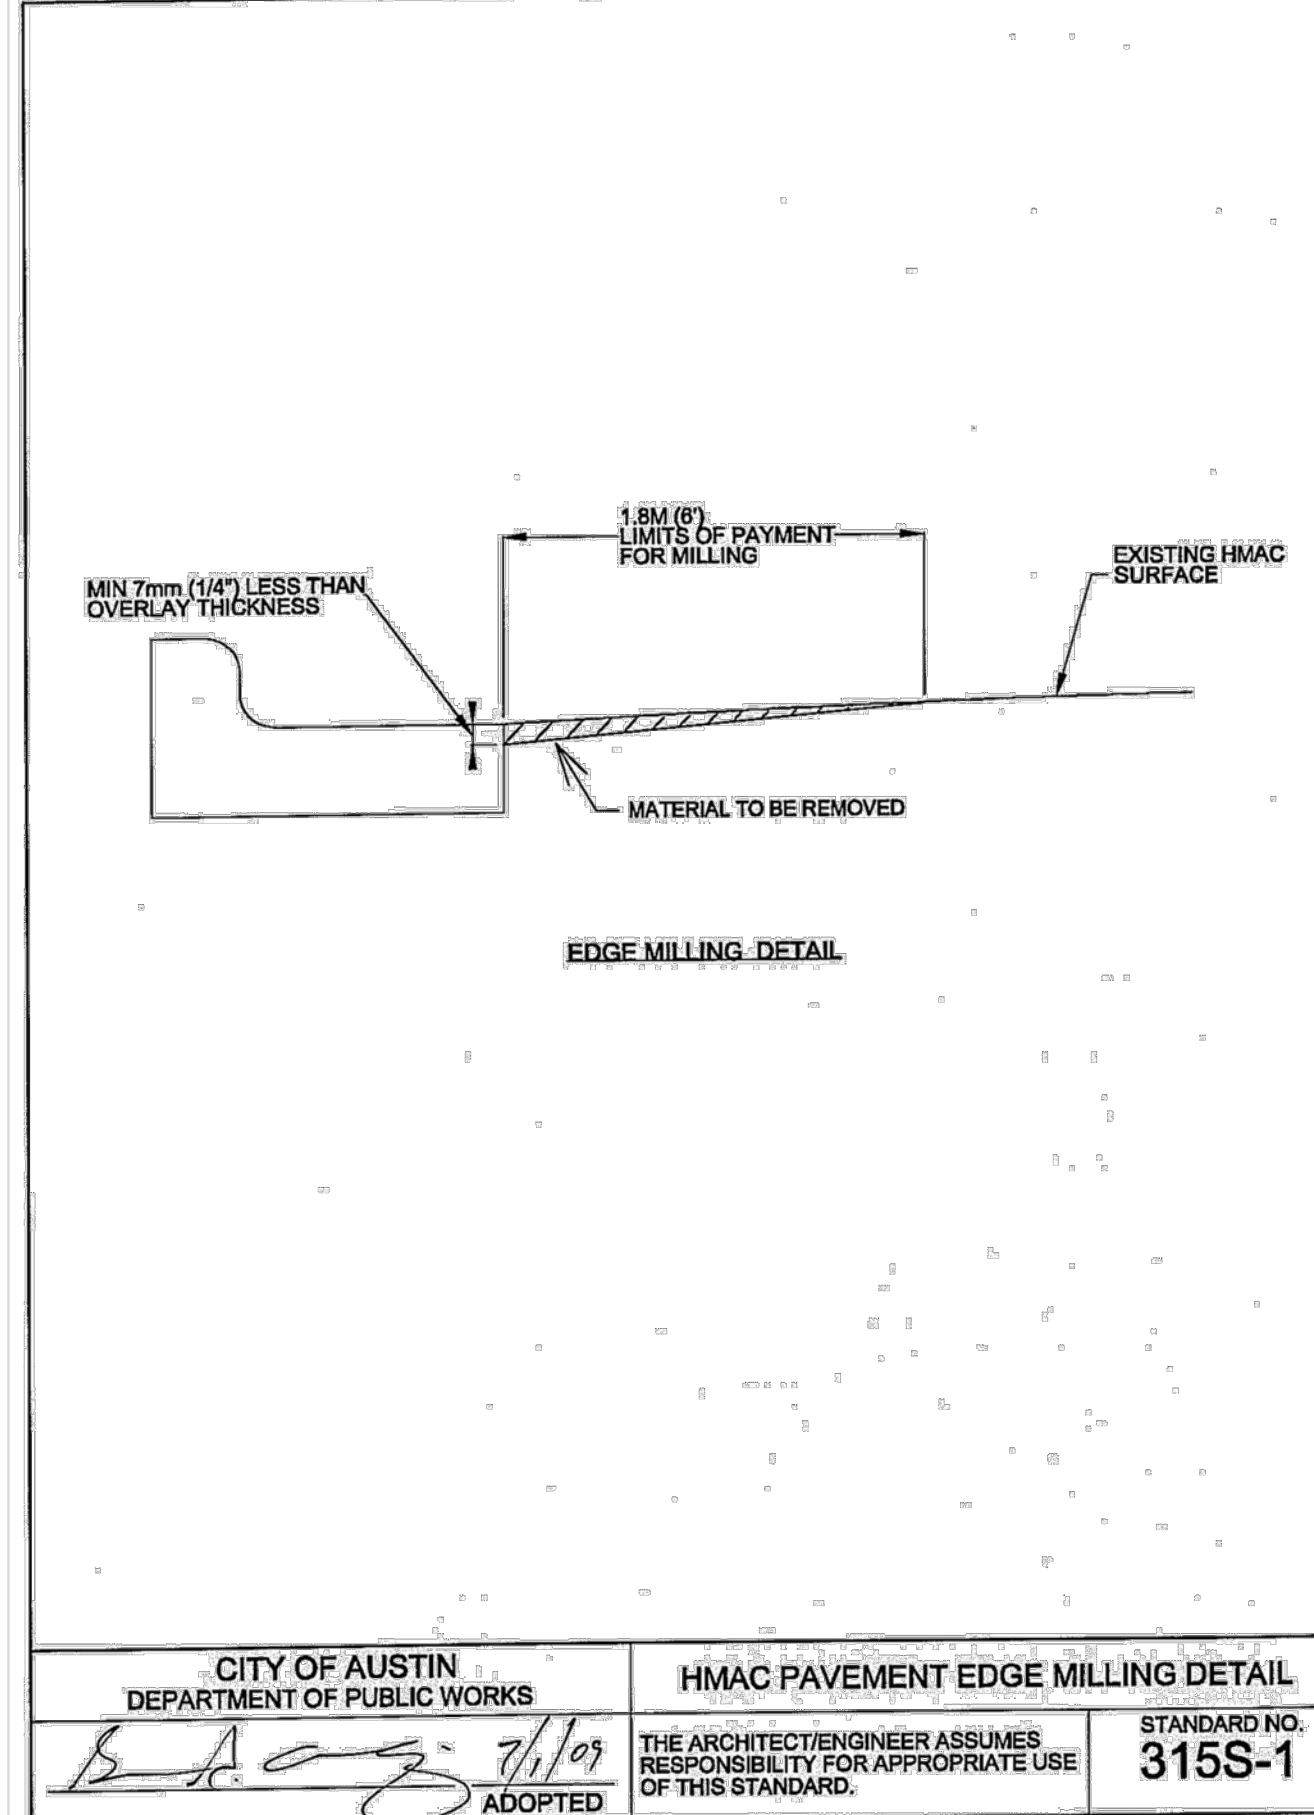 1.8M (6')
LIMITS OF PAYMENT
FOR MILLING
EXISTING HMAC
SURFACE
MIN 7mm (1/4") LESS THAN
OVERLAY THICKNESS
MATERIAL TO BE REMOVED
EDGE MILLING DETAIL
CITY OF AUSTIN
DEPARTMENT OF PUBLIC WORKS
HMAC PAVEMENT EDGE MILLING DETAIL
7/1/09
ADOPTED
THE ARCHITECT/ENGINEER ASSUMES
RESPONSIBILITY FOR APPROPRIATE USE
OF THIS STANDARD.
STANDARD NO.
315S-1